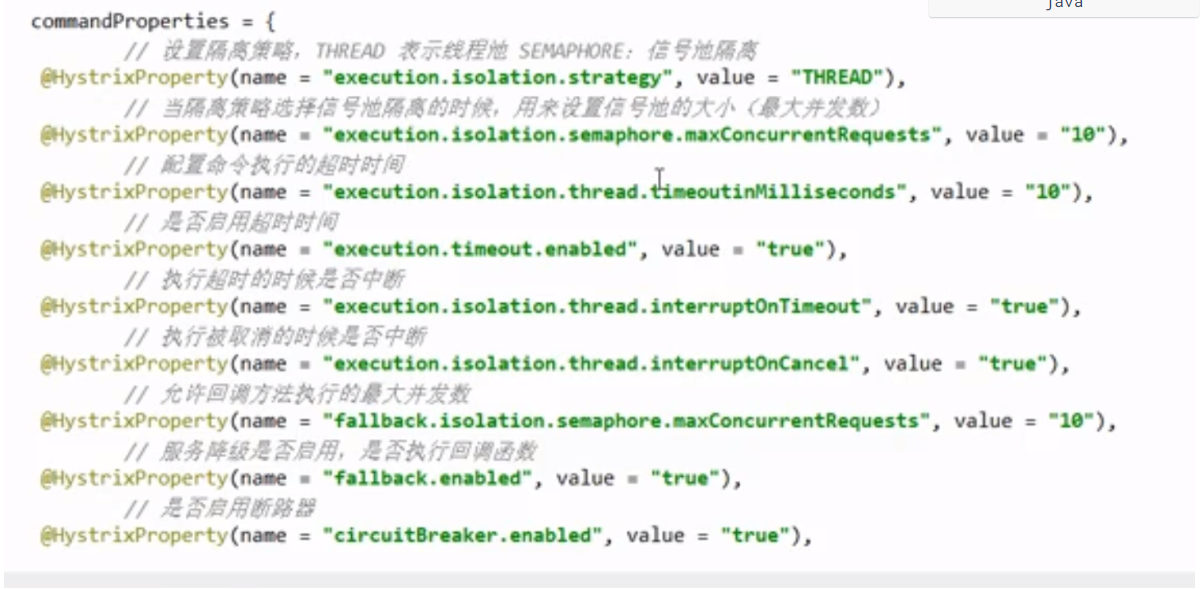 java
commandProperties = {
// 设置隔离策略，THREAD 表示线程池 SEMAPHORE：信号池隔离
@HystrixProperty(name = "execution.isolation.strategy", value = "THREAD"),
// 当隔离策略选择信号池隔离的时候，用来设置信号池的大小（最大并发数）
@HystrixProperty(name = "execution.isolation.semaphore.maxConcurrentRequests", value = "10"),
// 配置命令执行的超时时间
@HystrixProperty(name = "execution.isolation.thread.timeoutinMilliseconds", value = "10"),
// 是否启用超时时间
@HystrixProperty(name = "execution.timeout.enabled", value = "true"),
// 执行超时的时候是否中断
@HystrixProperty(name = "execution.isolation.thread.interruptOnTimeout", value = "true"),
// 执行被取消的时候是否中断
@HystrixProperty(name = "execution.isolation.thread.interruptOnCancel", value = "true"),
// 允许回调方法执行的最大并发数
@HystrixProperty(name = "fallback.isolation.semaphore.maxConcurrentRequests", value = "10"),
// 服务降级是否启用，是否执行回调函数
@HystrixProperty(name = "fallback.enabled", value = "true"),
// 是否启用断路器
@HystrixProperty(name = "circuitBreaker.enabled", value = "true"),